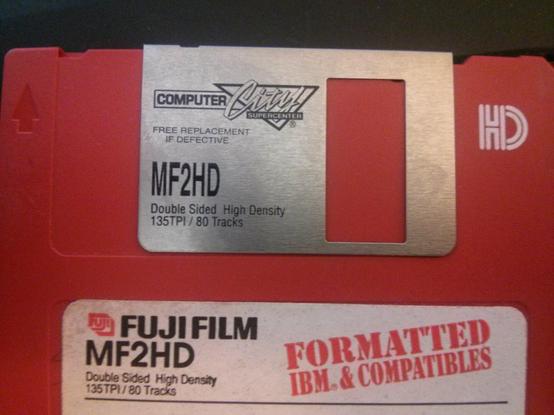 COMPUTER City!
SUPERCENTER ®
FREE REPLACEMENT
IF DEFECTIVE
MF2HD
Double Sided High Density
135TPI / 80 Tracks
HD
FUJI FUJI FILM
MF2HD
Double Sided High Density
135TPI / 80 Tracks
FORMATTED
IBM® & COMPATIBLES